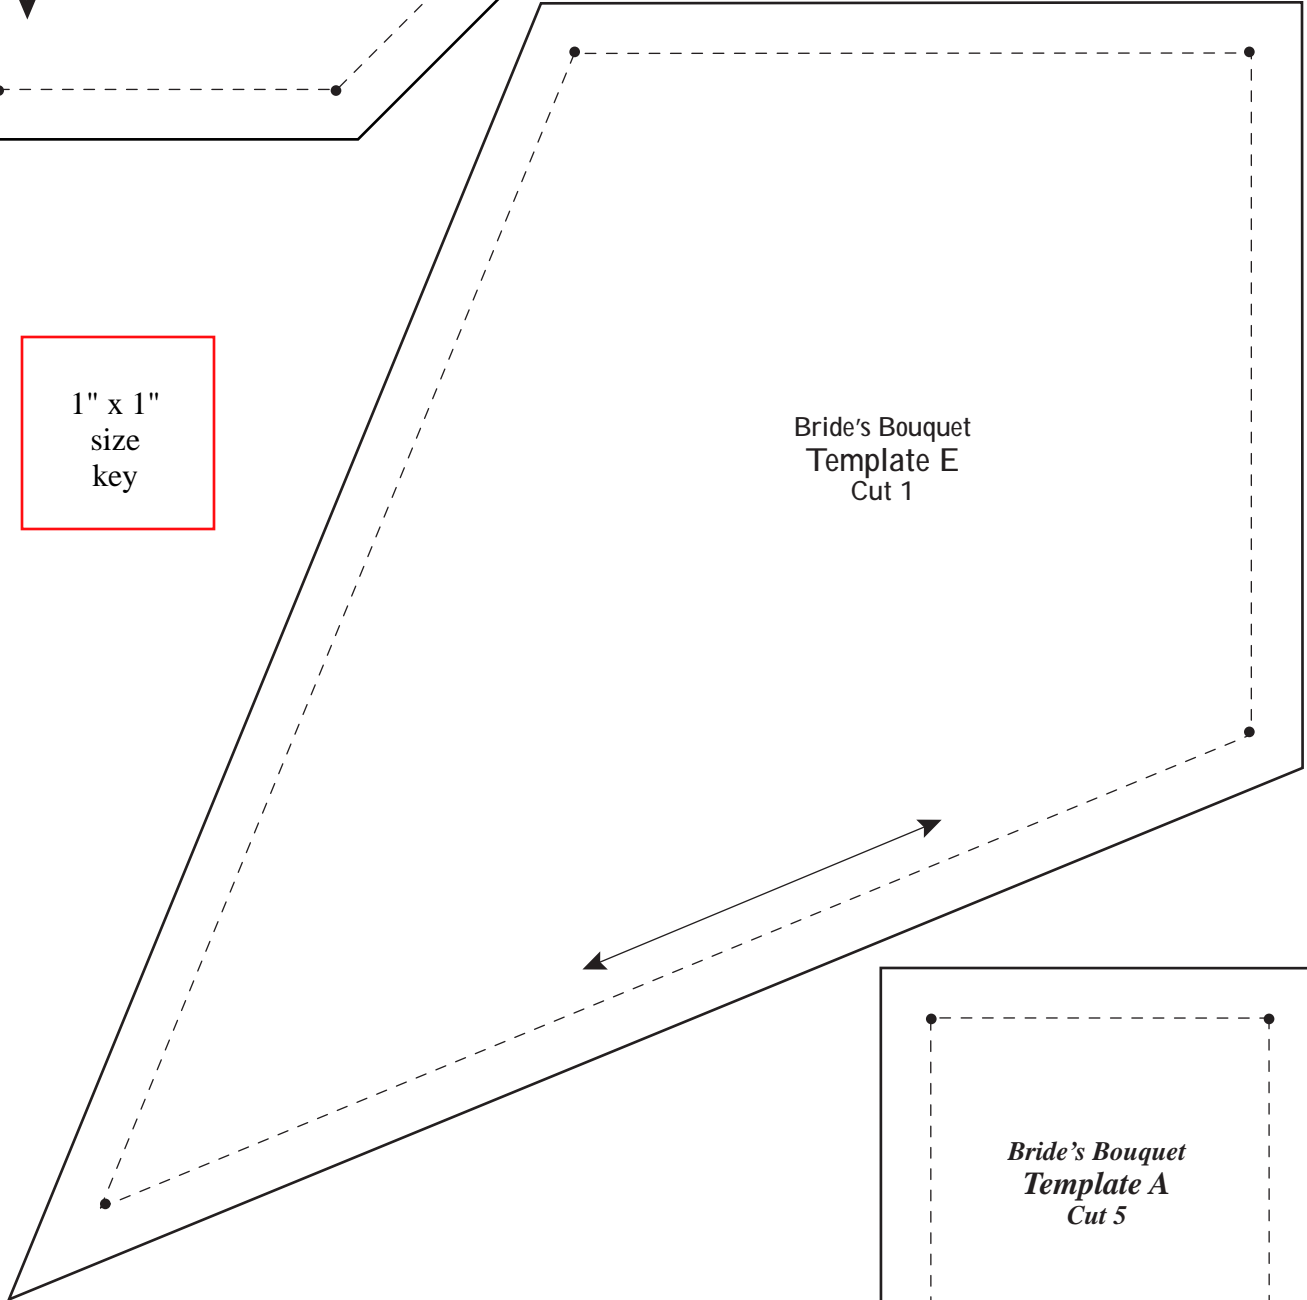 1" x 1"
size
key
Bride's Bouquet
Template E
Cut 1
Bride's Bouquet
Template A
Cut 5